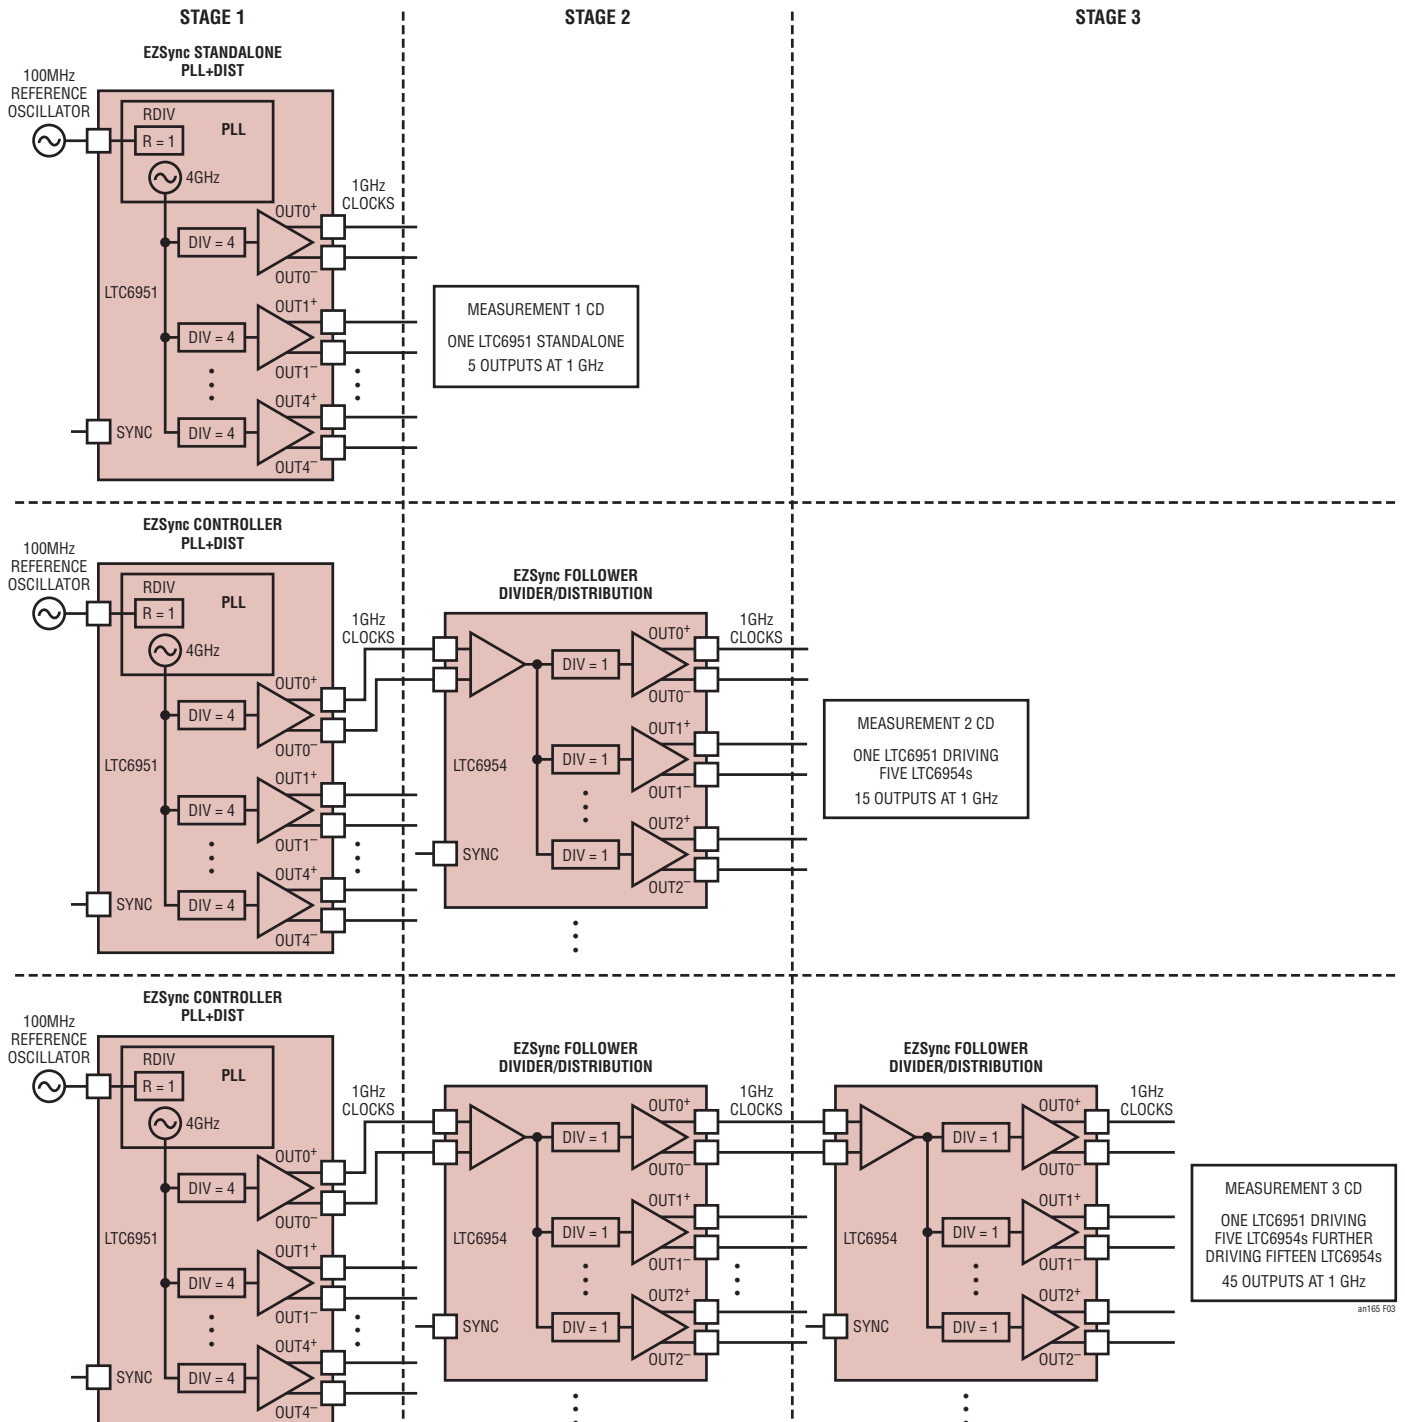 STAGE 1
STAGE 2
STAGE 3
EZSync STANDALONE
PLL+DIST
100MHz
REFERENCE
OSCILLATOR
RDIV
R = 1
PLL
4GHz
1GHz
CLOCKS
LTC6951
DIV = 4
OUT0+
OUT0–
DIV = 4
OUT1+
OUT1–
DIV = 4
OUT4+
OUT4–
SYNC
MEASUREMENT 1 CD
ONE LTC6951 STANDALONE
5 OUTPUTS AT 1 GHz
EZSync CONTROLLER
PLL+DIST
100MHz
REFERENCE
OSCILLATOR
RDIV
R = 1
PLL
4GHz
1GHz
CLOCKS
LTC6951
DIV = 4
OUT0+
OUT0–
DIV = 4
OUT1+
OUT1–
DIV = 4
OUT4+
OUT4–
SYNC
EZSync FOLLOWER
DIVIDER/DISTRIBUTION
LTC6954
DIV = 1
OUT0+
OUT0–
DIV = 1
OUT1+
OUT1–
DIV = 1
OUT2+
OUT2–
SYNC
1GHz
CLOCKS
MEASUREMENT 2 CD
ONE LTC6951 DRIVING
FIVE LTC6954s
15 OUTPUTS AT 1 GHz
EZSync CONTROLLER
PLL+DIST
100MHz
REFERENCE
OSCILLATOR
RDIV
R = 1
PLL
4GHz
1GHz
CLOCKS
LTC6951
DIV = 4
OUT0+
OUT0–
DIV = 4
OUT1+
OUT1–
DIV = 4
OUT4+
OUT4–
SYNC
EZSync FOLLOWER
DIVIDER/DISTRIBUTION
LTC6954
DIV = 1
OUT0+
OUT0–
DIV = 1
OUT1+
OUT1–
DIV = 1
OUT2+
OUT2–
SYNC
1GHz
CLOCKS
EZSync FOLLOWER
DIVIDER/DISTRIBUTION
LTC6954
DIV = 1
OUT0+
OUT0–
DIV = 1
OUT1+
OUT1–
DIV = 1
OUT2+
OUT2–
SYNC
1GHz
CLOCKS
MEASUREMENT 3 CD
ONE LTC6951 DRIVING
FIVE LTC6954s FURTHER
DRIVING FIFTEEN LTC6954s
45 OUTPUTS AT 1 GHz
an165 F03